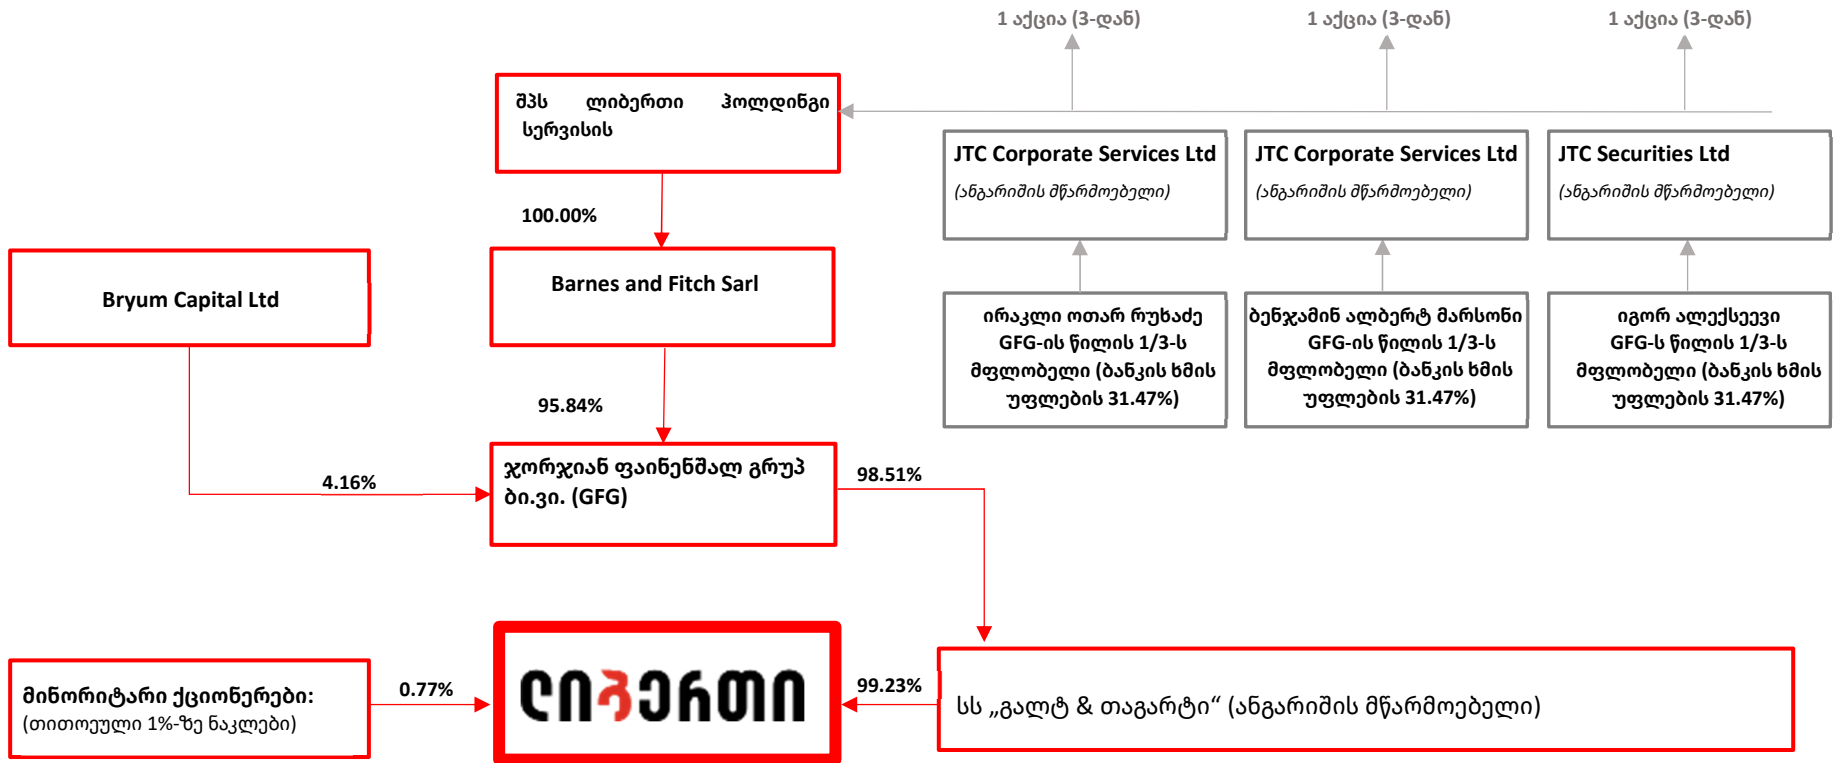 1 აქცია (3-დან)
1 აქცია (3-დან)
1 აქცია (3-დან)
შპს ლიბერთი ჰოლდინგი
სერვისის
JTC Corporate Services Ltd
(ანგარიშის მწარმოებელი)
JTC Corporate Services Ltd
(ანგარიშის მწარმოებელი)
JTC Securities Ltd
(ანგარიშის მწარმოებელი)
100.00%
Bryum Capital Ltd
Barnes and Fitch Sarl
ირაკლი ოთარ რუხაძე
GFG-ის წილის 1/3-ს
მფლობელი (ბანკის ხმის
უფლების 31.47%)
ბენჯამინ ალბერტ მარსონი
GFG-ის წილის 1/3-ს
მფლობელი (ბანკის ხმის
უფლების 31.47%)
იგორ ალექსეევი
GFG-ს წილის 1/3-ს
მფლობელი (ბანკის ხმის
უფლების 31.47%)
95.84%
4.16%
ჯორჯიან ფაინენშალ გრუპ
ბი.ვი. (GFG)
98.51%
მინორიტარი ქციონერები:
(თითოეული 1%-ზე ნაკლები)
0.77%
ლიბერთი
99.23%
სს „გალტ & თაგარტი“ (ანგარიშის მწარმოებელი)